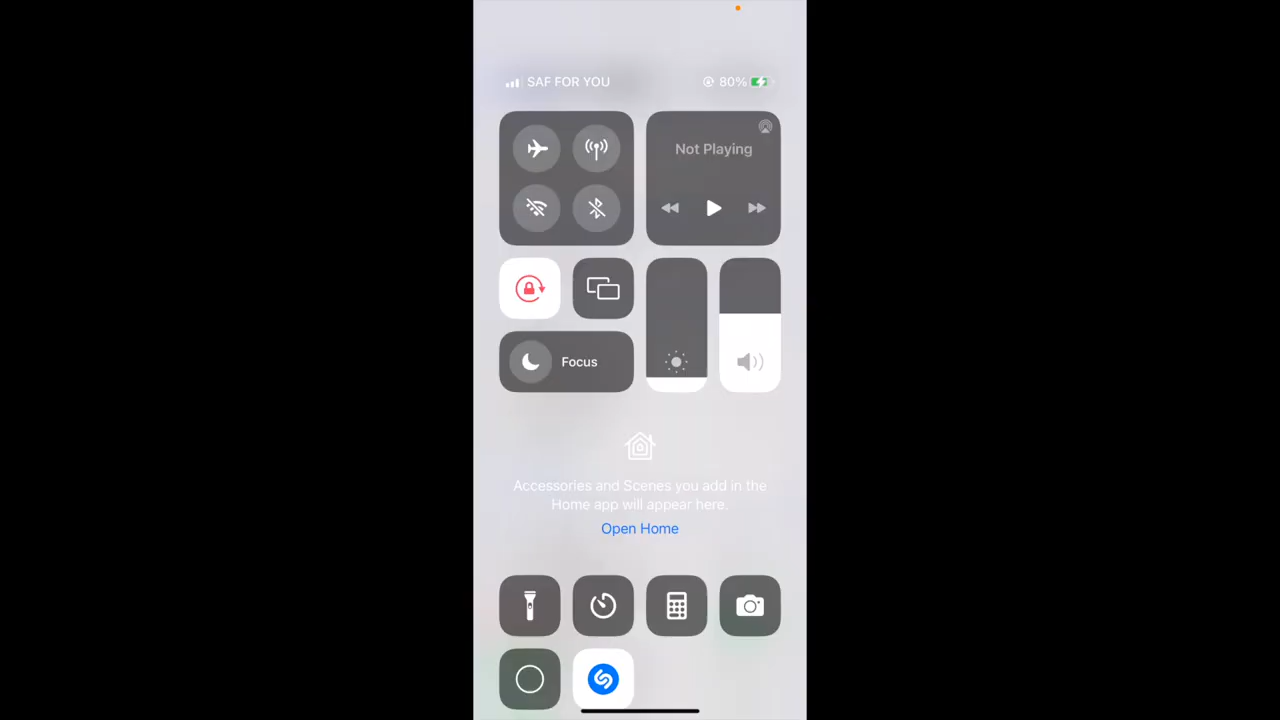 SAF FOR YOU 80%
Not Playing
Focus
Accessories and Scenes you add in the
Home app will appear here.
Open Home